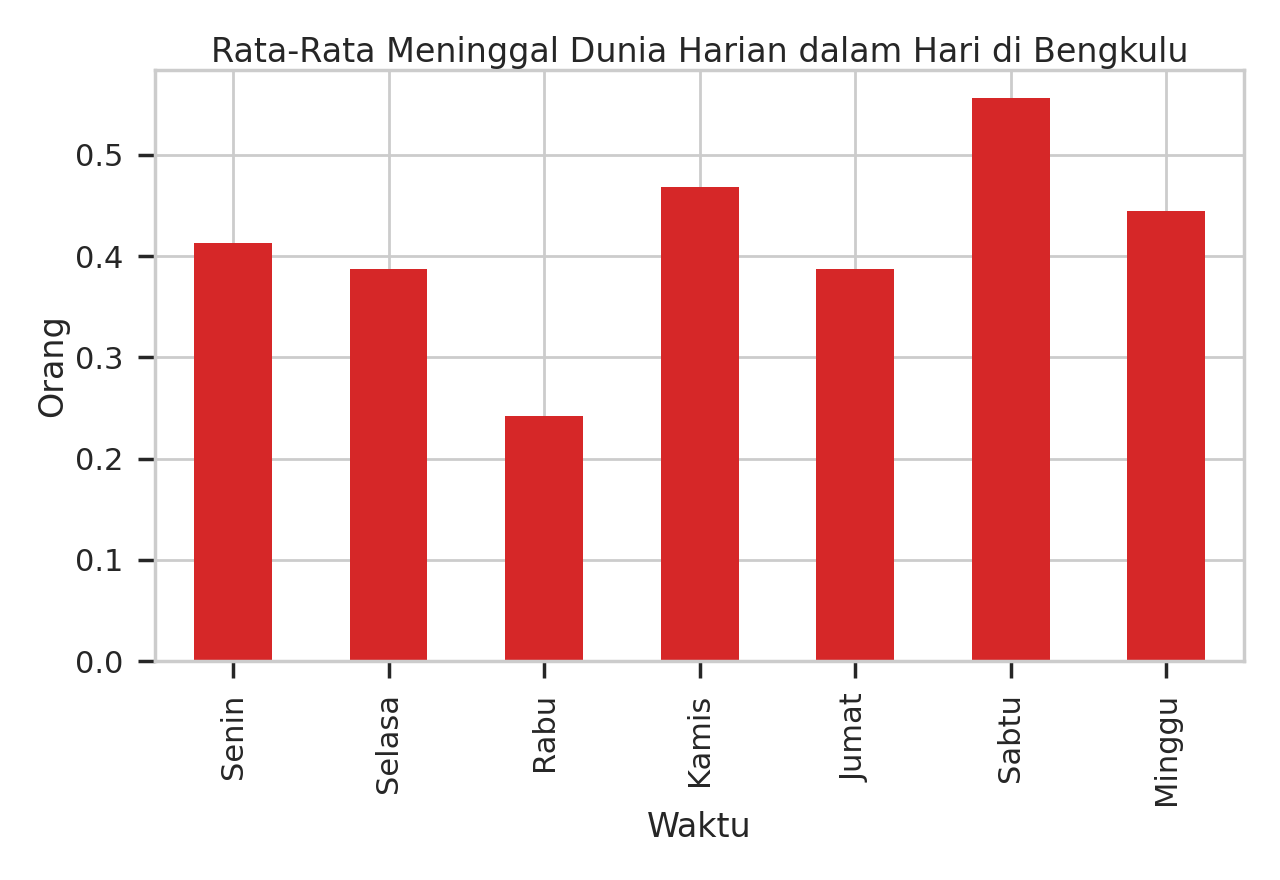 Rata-Rata Meninggal Dunia Harian dalam Hari di Bengkulu
Orang
0.5
0.4
0.3
0.2
0.1
0.0
Senin
Selasa
Rabu
Kamis
Jumat
Sabtu
Minggu
Waktu